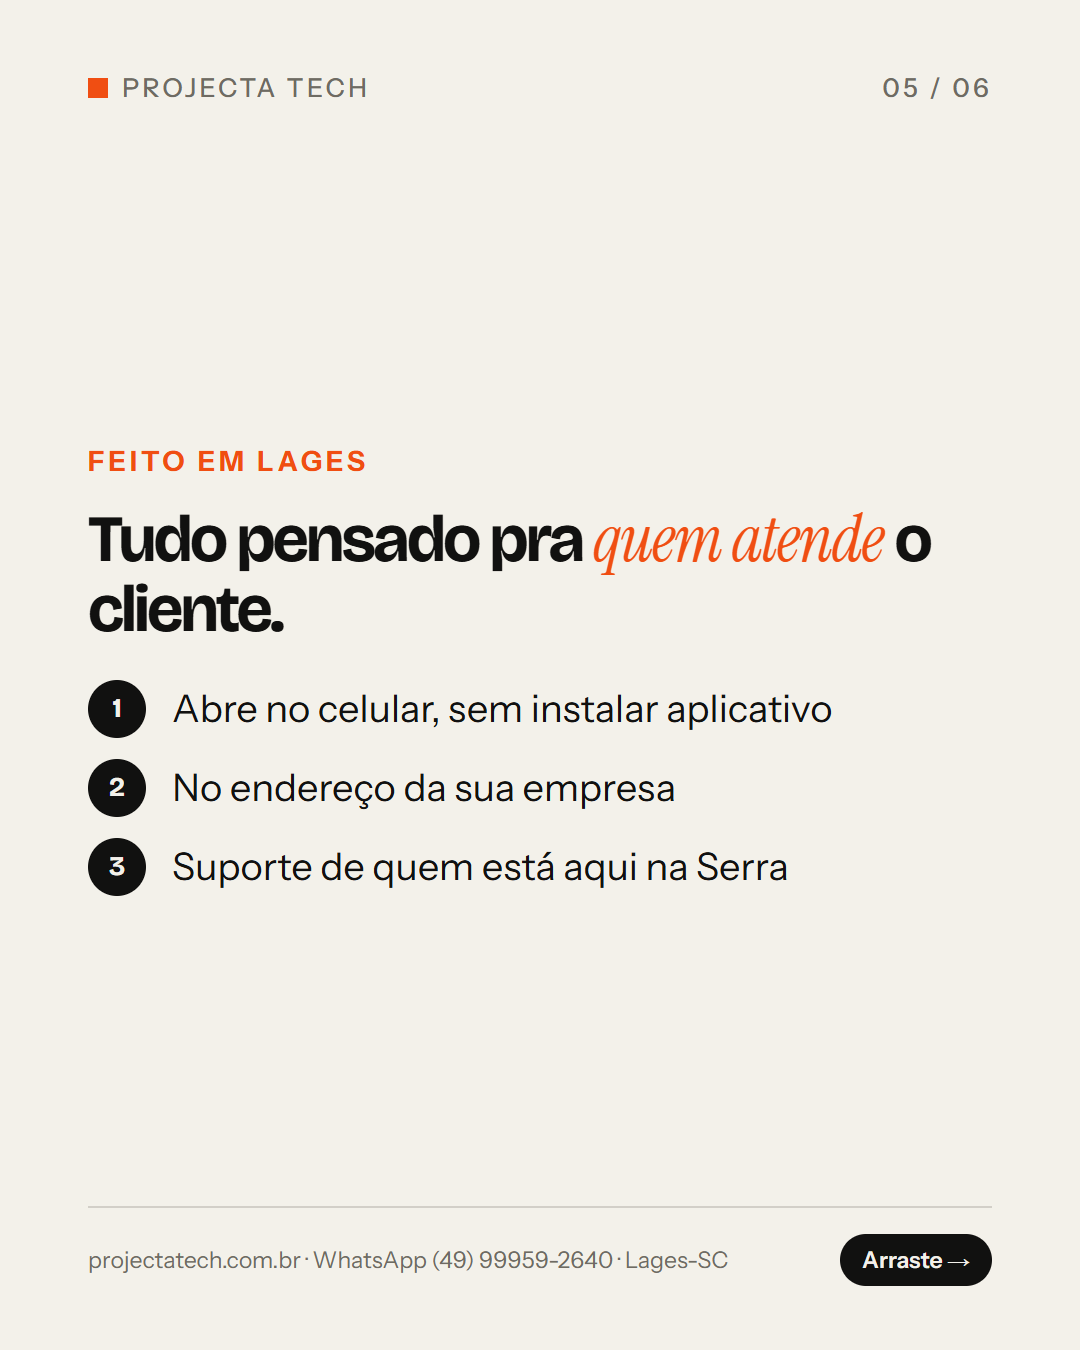 PROJECTA TECH
05 / 06
FEITO EM LAGES
Tudo pensado pra quem atende o
cliente.
1 Abre no celular, sem instalar aplicativo
2 No endereço da sua empresa
3 Suporte de quem está aqui na Serra
projectatech.com.br · WhatsApp (49) 99959-2640 · Lages-SC
Arraste →